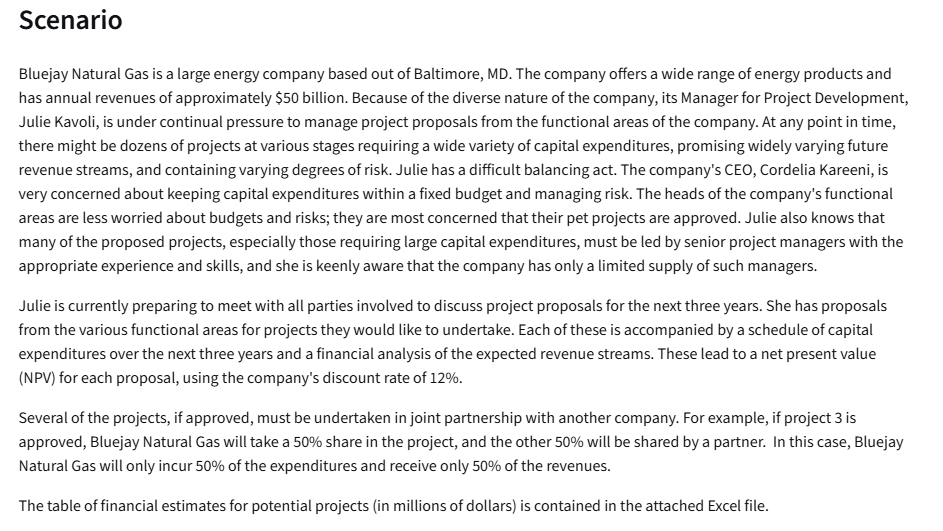 Scenario
Bluejay Natural Gas is a large energy company based out of Baltimore, MD. The company offers a wide range of energy products and
has annual revenues of approximately $50 billion. Because of the diverse nature of the company, its Manager for Project Development,
Julie Kavoli, is under continual pressure to manage project proposals from the functional areas of the company. At any point in time,
there might be dozens of projects at various stages requiring a wide variety of capital expenditures, promising widely varying future
revenue streams, and containing varying degrees of risk. Julie has a difficult balancing act. The company's CEO, Cordelia Kareeni, is
very concerned about keeping capital expenditures within a fixed budget and managing risk. The heads of the company's functional
areas are less worried about budgets and risks; they are most concerned that their pet projects are approved. Julie also knows that
many of the proposed projects, especially those requiring large capital expenditures, must be led by senior project managers with the
appropriate experience and skills, and she is keenly aware that the company has only a limited supply of such managers.
Julie is currently preparing to meet with all parties involved to discuss project proposals for the next three years. She has proposals
from the various functional areas for projects they would like to undertake. Each of these is accompanied by a schedule of capital
expenditures over the next three years and a financial analysis of the expected revenue streams. These lead to a net present value
(NPV) for each proposal, using the company's discount rate of 12%.
Several of the projects, if approved, must be undertaken in joint partnership with another company. For example, if project 3 is
approved, Bluejay Natural Gas will take a 50% share in the project, and the other 50% will be shared by a partner.  In this case, Bluejay
Natural Gas will only incur 50% of the expenditures and receive only 50% of the revenues.
The table of financial estimates for potential projects (in millions of dollars) is contained in the attached Excel file.